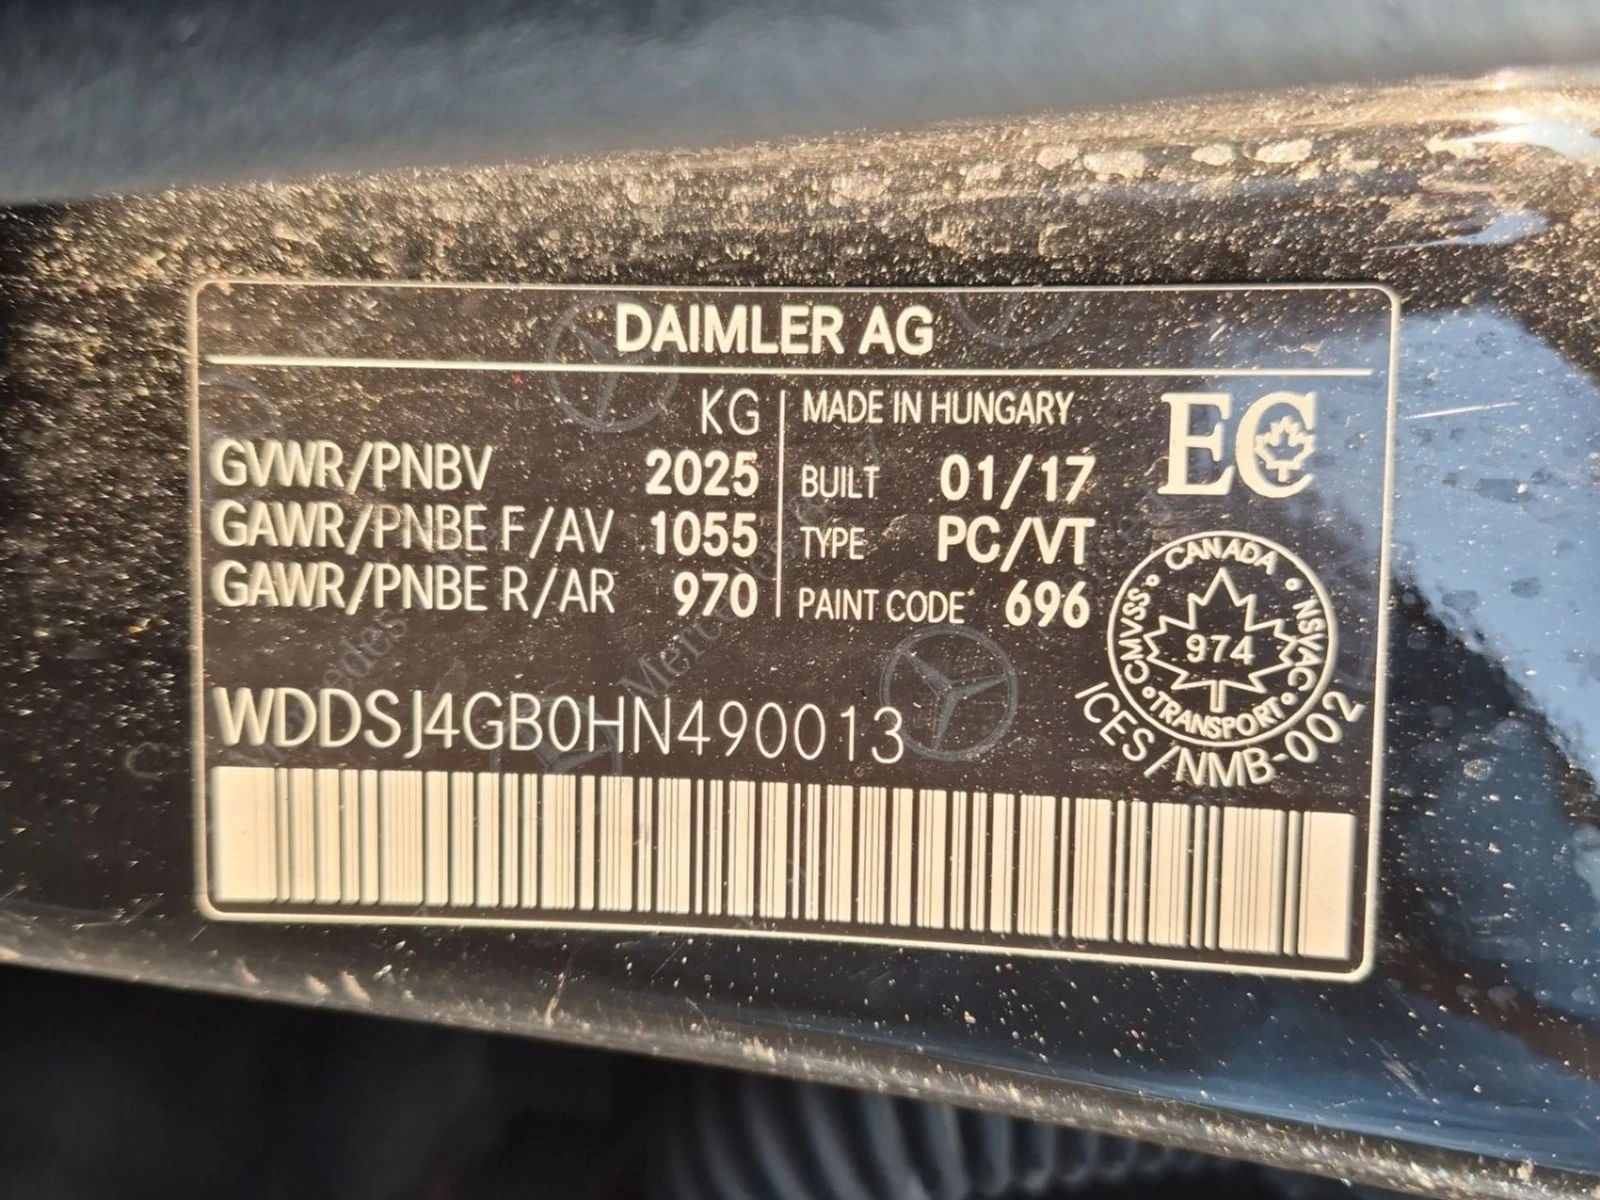 DAIMLER AG
KG
GVWR/PNBV 2025
GAWR/PNBE F/AV 1055
GAWR/PNBE R/AR 970
MADE IN HUNGARY
BUILT 01/17
TYPE PC/VT
PAINT CODE 696
EC
CANADA
NSVAC
TRANSPORT
CMVSS
974
ICES/NMB-002
WDDSJ4GB0HN490013
Mercedes